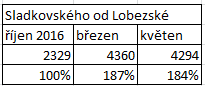 Sladkovského od Lobezské
říjen 2016 březen květen
2329 4360 4294
100% 187% 184%